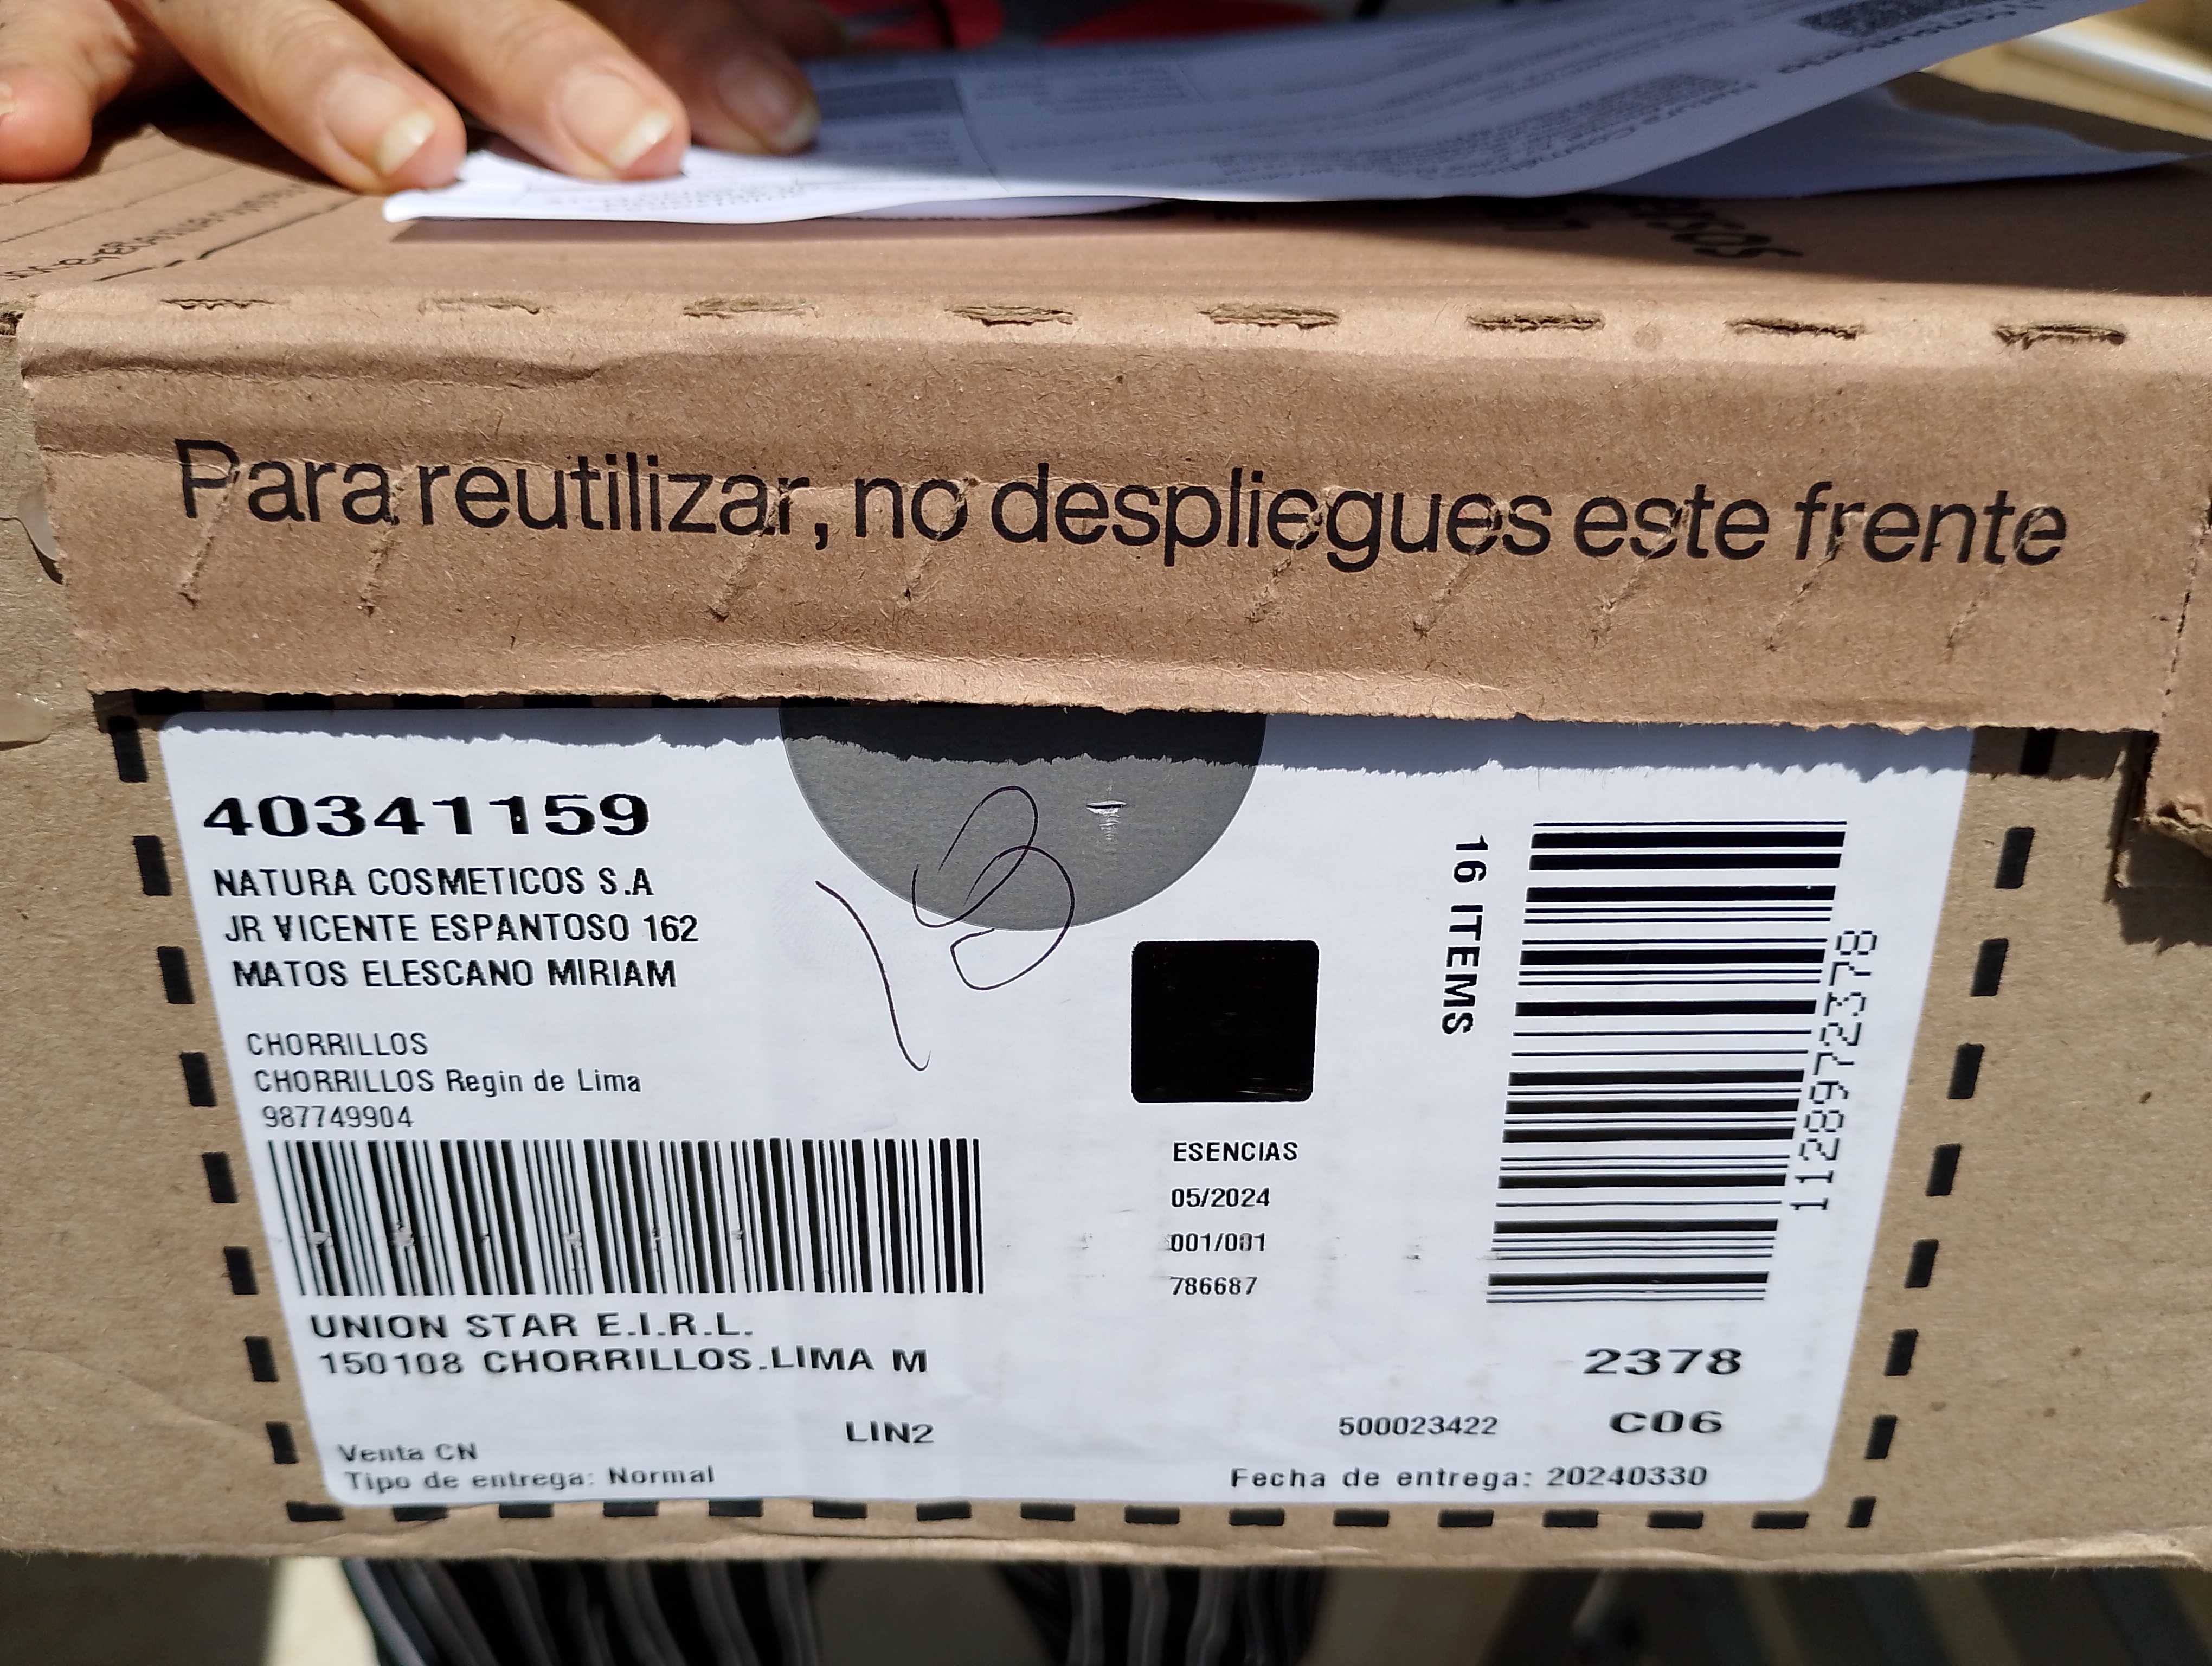 Para reutilizar, no despliegues este frente
40341159
NATURA COSMETICOS S.A
JR VICENTE ESPANTOSO 162
MATOS ELESCANO MIRIAM
CHORRILLOS
CHORRILLOS Regin de Lima
987749904
UNION STAR E.I.R.L.
150108 CHORRILLOS.LIMA M
Venta CN
Tipo de entrega: Normal
LIN2
13
ESENCIAS
05/2024
001/001
786687
16 ITEMS
1128972378
2378
500023422 C06
Fecha de entrega: 20240330